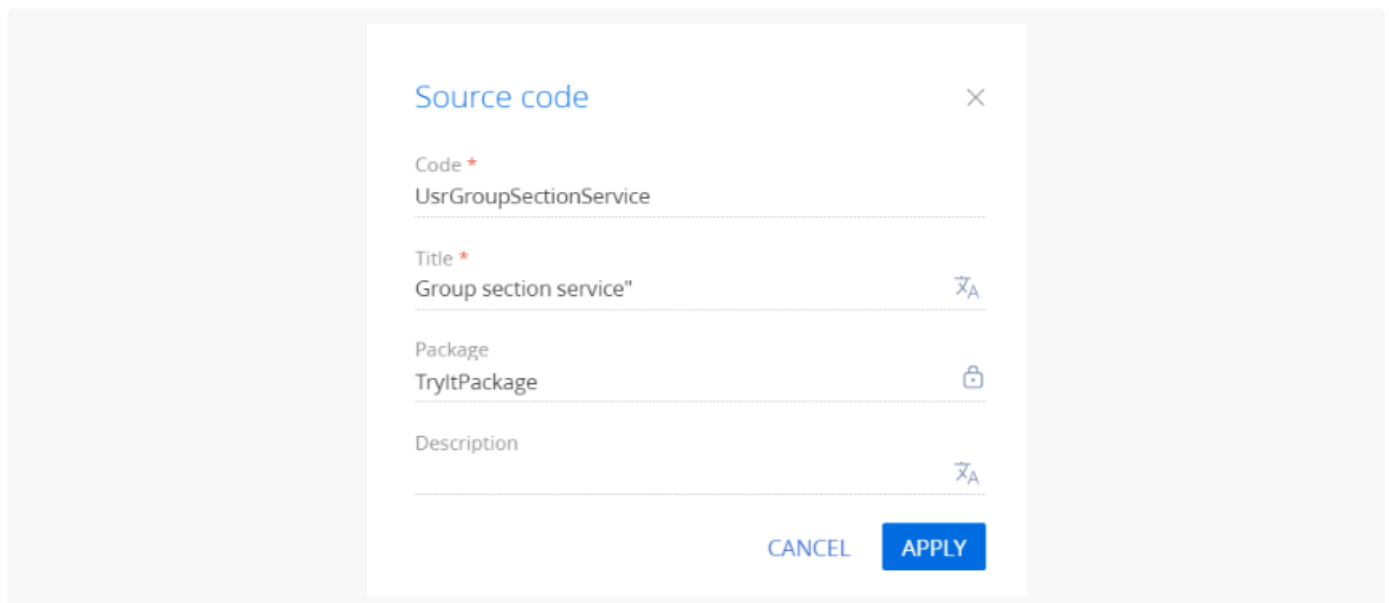 Source code
Code *
UsrGroupSectionService
Title *
Group section service"
Package
TryItPackage
Description
CANCEL APPLY